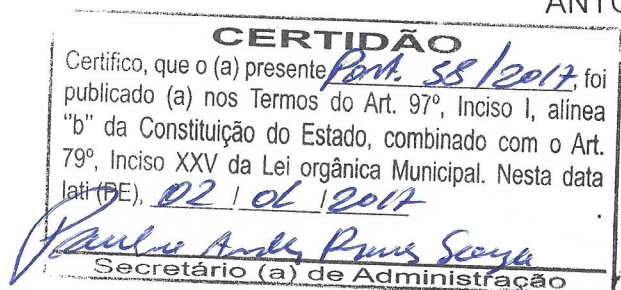 ANTO
CERTIDÃO
Certifico, que o (a) presente Port. 58/2017, foi
publicado (a) nos Termos do Art. 97º, Inciso I, alinea
"b" da Constituição do Estado, combinado com o Art.
79º, Inciso XXV da Lei orgânica Municipal. Nesta data
Iati (PE), 02 / 01 / 2017
Secretário (a) de Administração